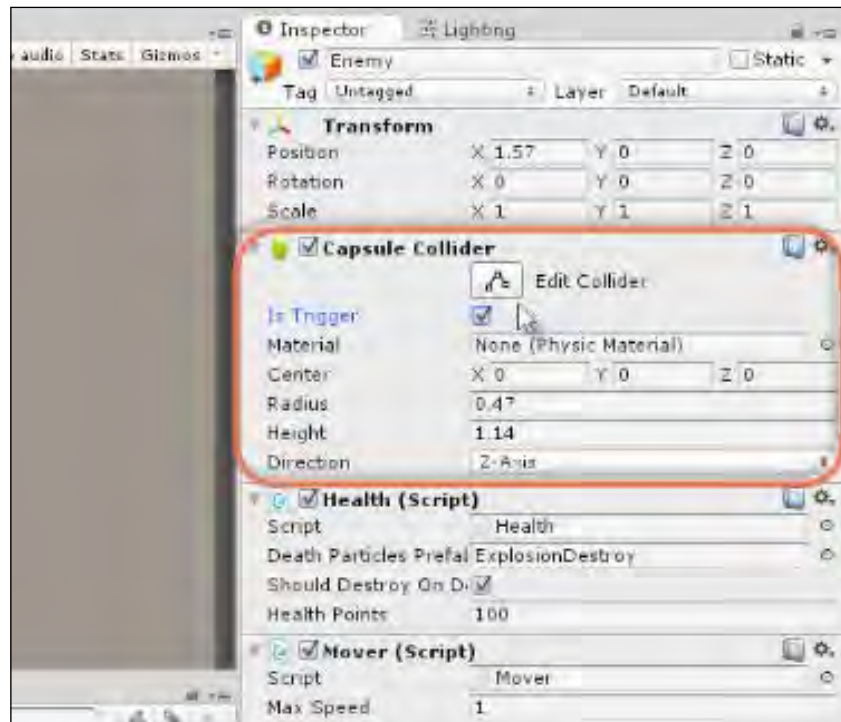 Inspector Lighting
audio Stats Gizmos
Enemy Static
Tag Untagged Layer Default
Transform
Position X 1.57 Y 0 Z 0
Rotation X 0 Y 0 Z 0
Scale X 1 Y 1 Z 1
Capsule Collider
Edit Collider
Is Trigger
Material None (Physic Material)
Center X 0 Y 0 Z 0
Radius 0.47
Height 1.14
Direction Z-Axis
Health (Script)
Script Health
Death Particles Prefal ExplosionDestroy
Should Destroy On D
Health Points 100
Mover (Script)
Script Mover
Max Speed 1